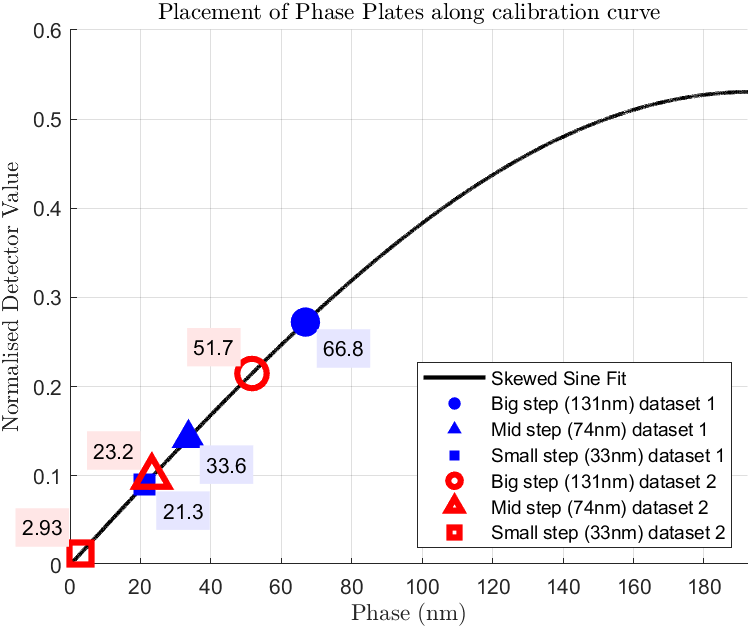 Placement of Phase Plates along calibration curve
Normalised Detector Value
0.6
0.5
0.4
0.3
0.2
0.1
0
51.7
66.8
23.2
33.6
21.3
2.93
Skewed Sine Fit
Big step (131nm) dataset 1
Mid step (74nm) dataset 1
Small step (33nm) dataset 1
Big step (131nm) dataset 2
Mid step (74nm) dataset 2
Small step (33nm) dataset 2
0 20 40 60 80 100 120 140 160 180
Phase (nm)